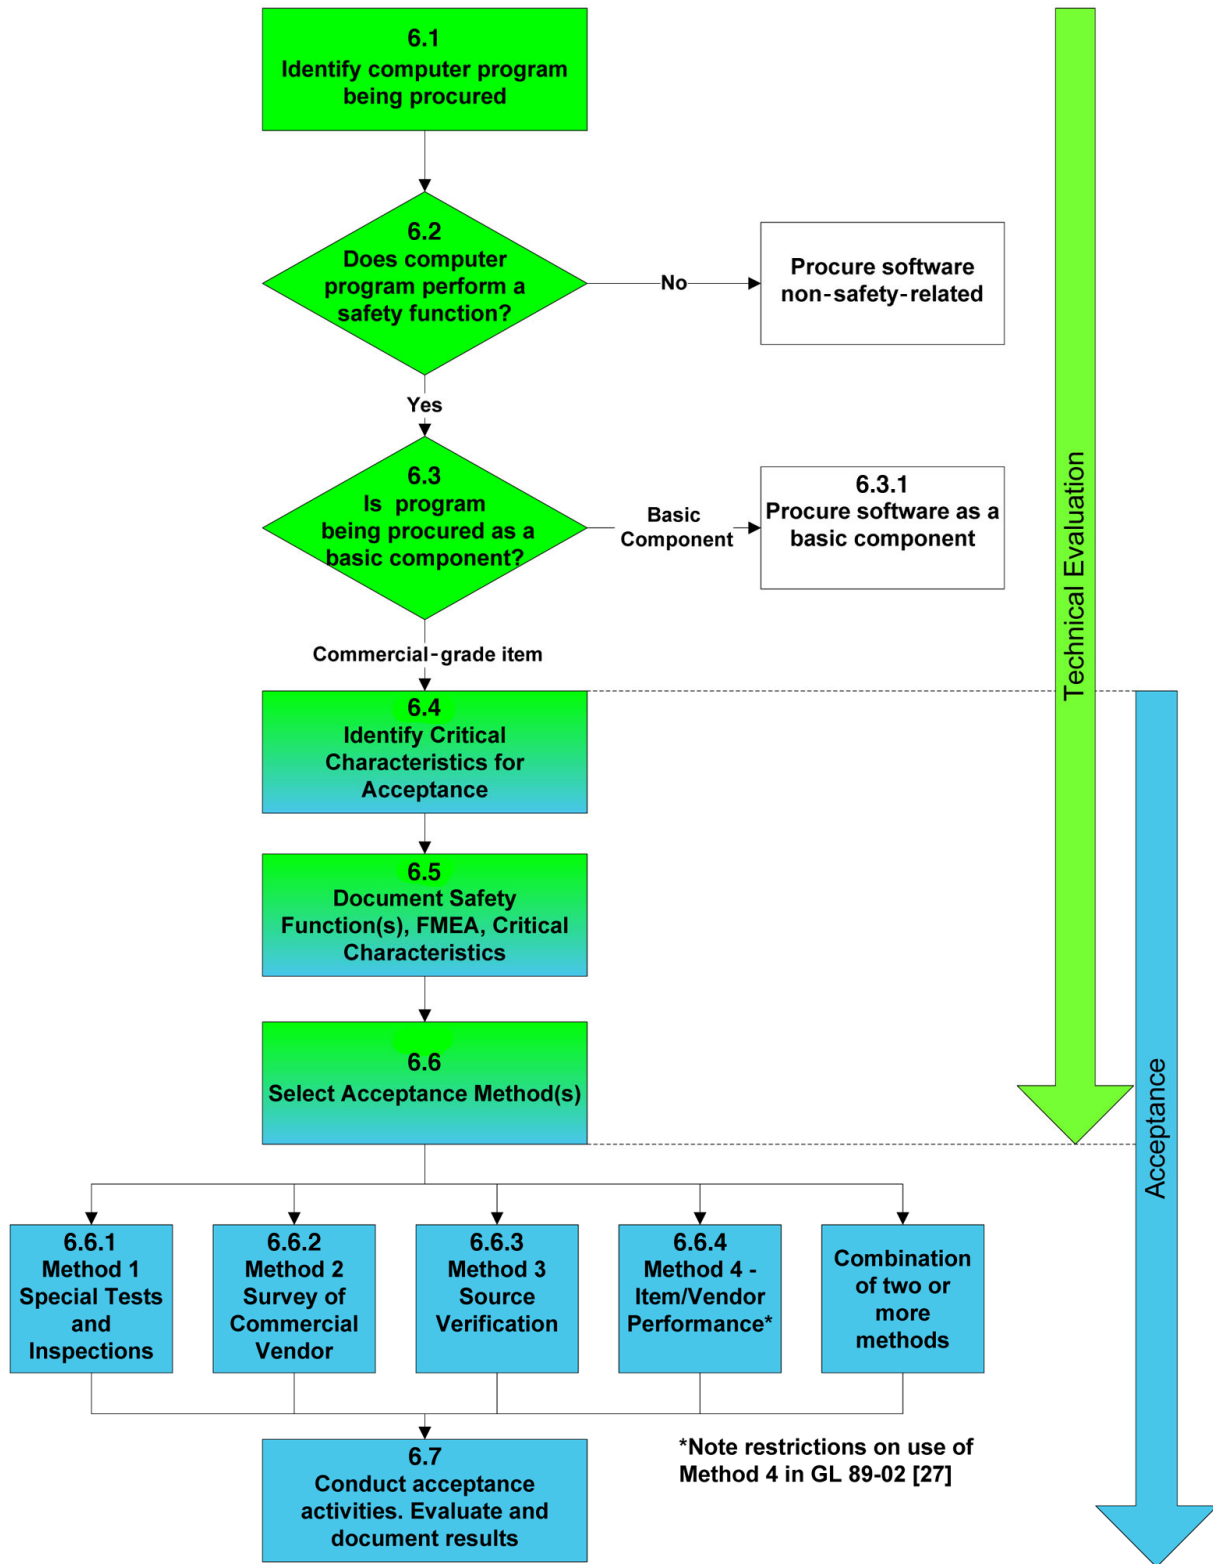 6.1
Identify computer program
being procured
6.2
Does computer
program perform a
safety function?
No
Procure software
non-safety-related
Yes
6.3
Is program
being procured as a
basic component?
Basic
Component
6.3.1
Procure software as a
basic component
Commercial-grade item
6.4
Identify Critical
Characteristics for
Acceptance
6.5
Document Safety
Function(s), FMEA, Critical
Characteristics
6.6
Select Acceptance Method(s)
Technical Evaluation
Acceptance
6.6.1
Method 1
Special Tests
and
Inspections
6.6.2
Method 2
Survey of
Commercial
Vendor
6.6.3
Method 3
Source
Verification
6.6.4
Method 4 -
Item/Vendor
Performance*
Combination
of two or
more
methods
6.7
Conduct acceptance
activities. Evaluate and
document results
*Note restrictions on use of
Method 4 in GL 89-02 [27]